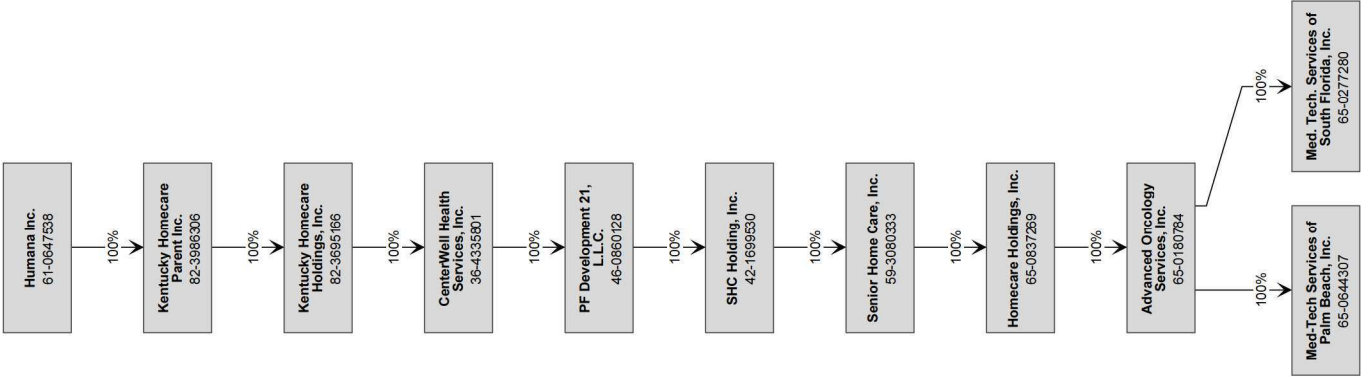 Humana Inc.
61-0647538
100%
Kentucky Homecare
Parent Inc.
82-3986306
100%
Kentucky Homecare
Holdings, Inc.
82-3695166
100%
CenterWell Health
Services, Inc.
36-4335801
100%
PF Development 21,
L.L.C.
46-0860128
100%
SHC Holding, Inc.
42-1699530
100%
Senior Home Care, Inc.
59-3080333
100%
Homecare Holdings, Inc.
65-0837269
100%
Advanced Oncology
Services, Inc.
65-0180784
100%
Med-Tech Services of
Palm Beach, Inc.
65-0644307
100%
Med. Tech. Services of
South Florida, Inc.
65-0277280